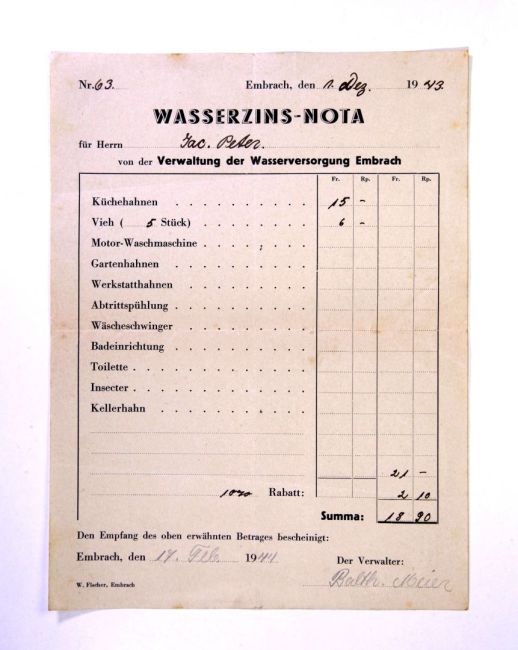 Nr. 63. Embrach, den 1. Dez. 1943.
WASSERZINS-NOTA
für Herrn Jac. Peter.
von der Verwaltung der Wasserversorgung Embrach
Fr. Rp. Fr. Rp.
Küchehahnen . . . . . . . . . . 15 -
Vieh ( 5 Stück) . . . . . . . 6 -
Motor-Waschmaschine . . . . . .
Gartenhahnen . . . . . . . . .
Werkstatthahnen . . . . . . . .
Abtrittspühlung . . . . . . . .
Wäscheschwinger . . . . . . . .
Badeinrichtung . . . . . . . .
Toilette . . . . . . . . . . .
Insecter . . . . . . . . . . .
Kellerhahn . . . . . . . . . .
21 -
10% Rabatt: 2 10
Summa: 18 90
Den Empfang des oben erwähnten Betrages bescheinigt:
Embrach, den 17. Feb. 1944 Der Verwalter:
Balth. Meier
W. Fischer, Embrach